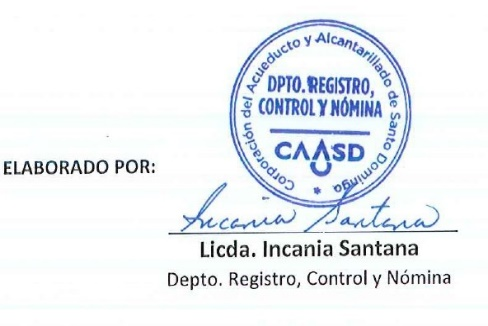 Corporación del Acueducto y Alcantarillado de Santo Domingo
DPTO. REGISTRO,
CONTROL Y NÓMINA
CAASD
ELABORADO POR:
Incania Santana
Licda. Incania Santana
Depto. Registro, Control y Nómina